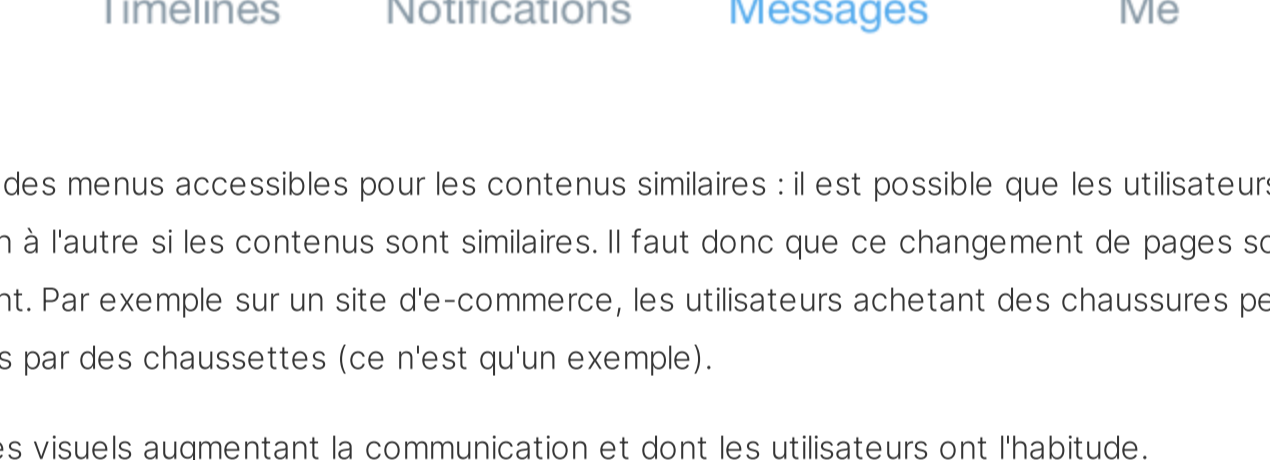 Timelines Notifications Messages Me
des menus accessibles pour les contenus similaires : il est possible que les utilisateurs
à l'autre si les contenus sont similaires. Il faut donc que ce changement de pages
Par exemple sur un site d'e-commerce, les utilisateurs achetant des chaussures
par des chaussettes (ce n'est qu'un exemple).
visuels augmentant la communication et dont les utilisateurs ont l'habitude.